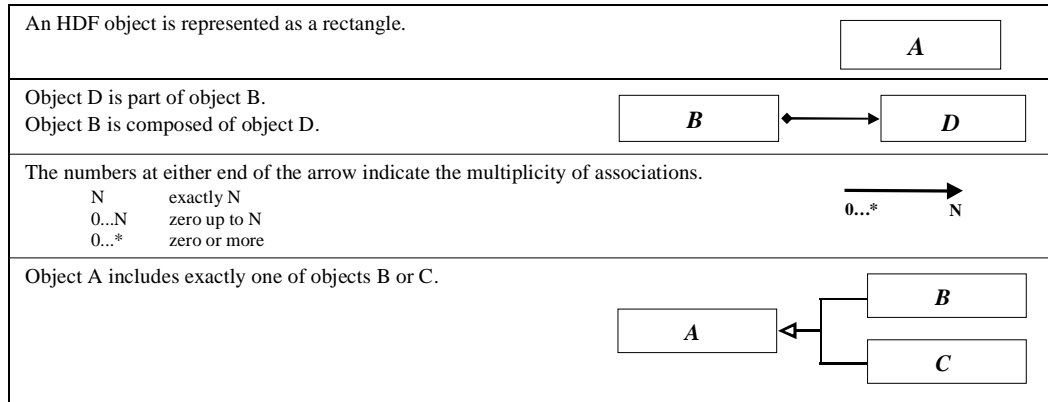 An HDF object is represented as a rectangle.
A
Object D is part of object B.
Object B is composed of object D.
B D
The numbers at either end of the arrow indicate the multiplicity of associations.
N exactly N
0...N zero up to N
0...* zero or more
0…* N
Object A includes exactly one of objects B or C.
B
A
C